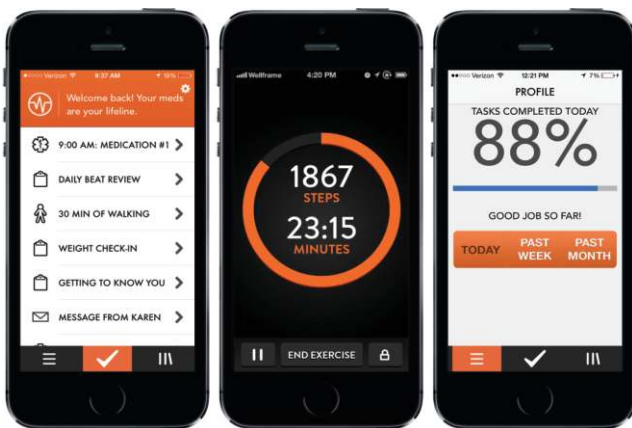 Verizon 9:37 AM
Welcome back! Your meds
are your lifeline.
9:00 AM: MEDICATION #1
DAILY BEAT REVIEW
30 MIN OF WALKING
WEIGHT CHECK-IN
GETTING TO KNOW YOU
MESSAGE FROM KAREN
Wellframe 4:20 PM
1867
STEPS
23:15
MINUTES
END EXERCISE
Verizon 12:21 PM 7%
PROFILE
TASKS COMPLETED TODAY
88%
GOOD JOB SO FAR!
TODAY PAST WEEK PAST MONTH